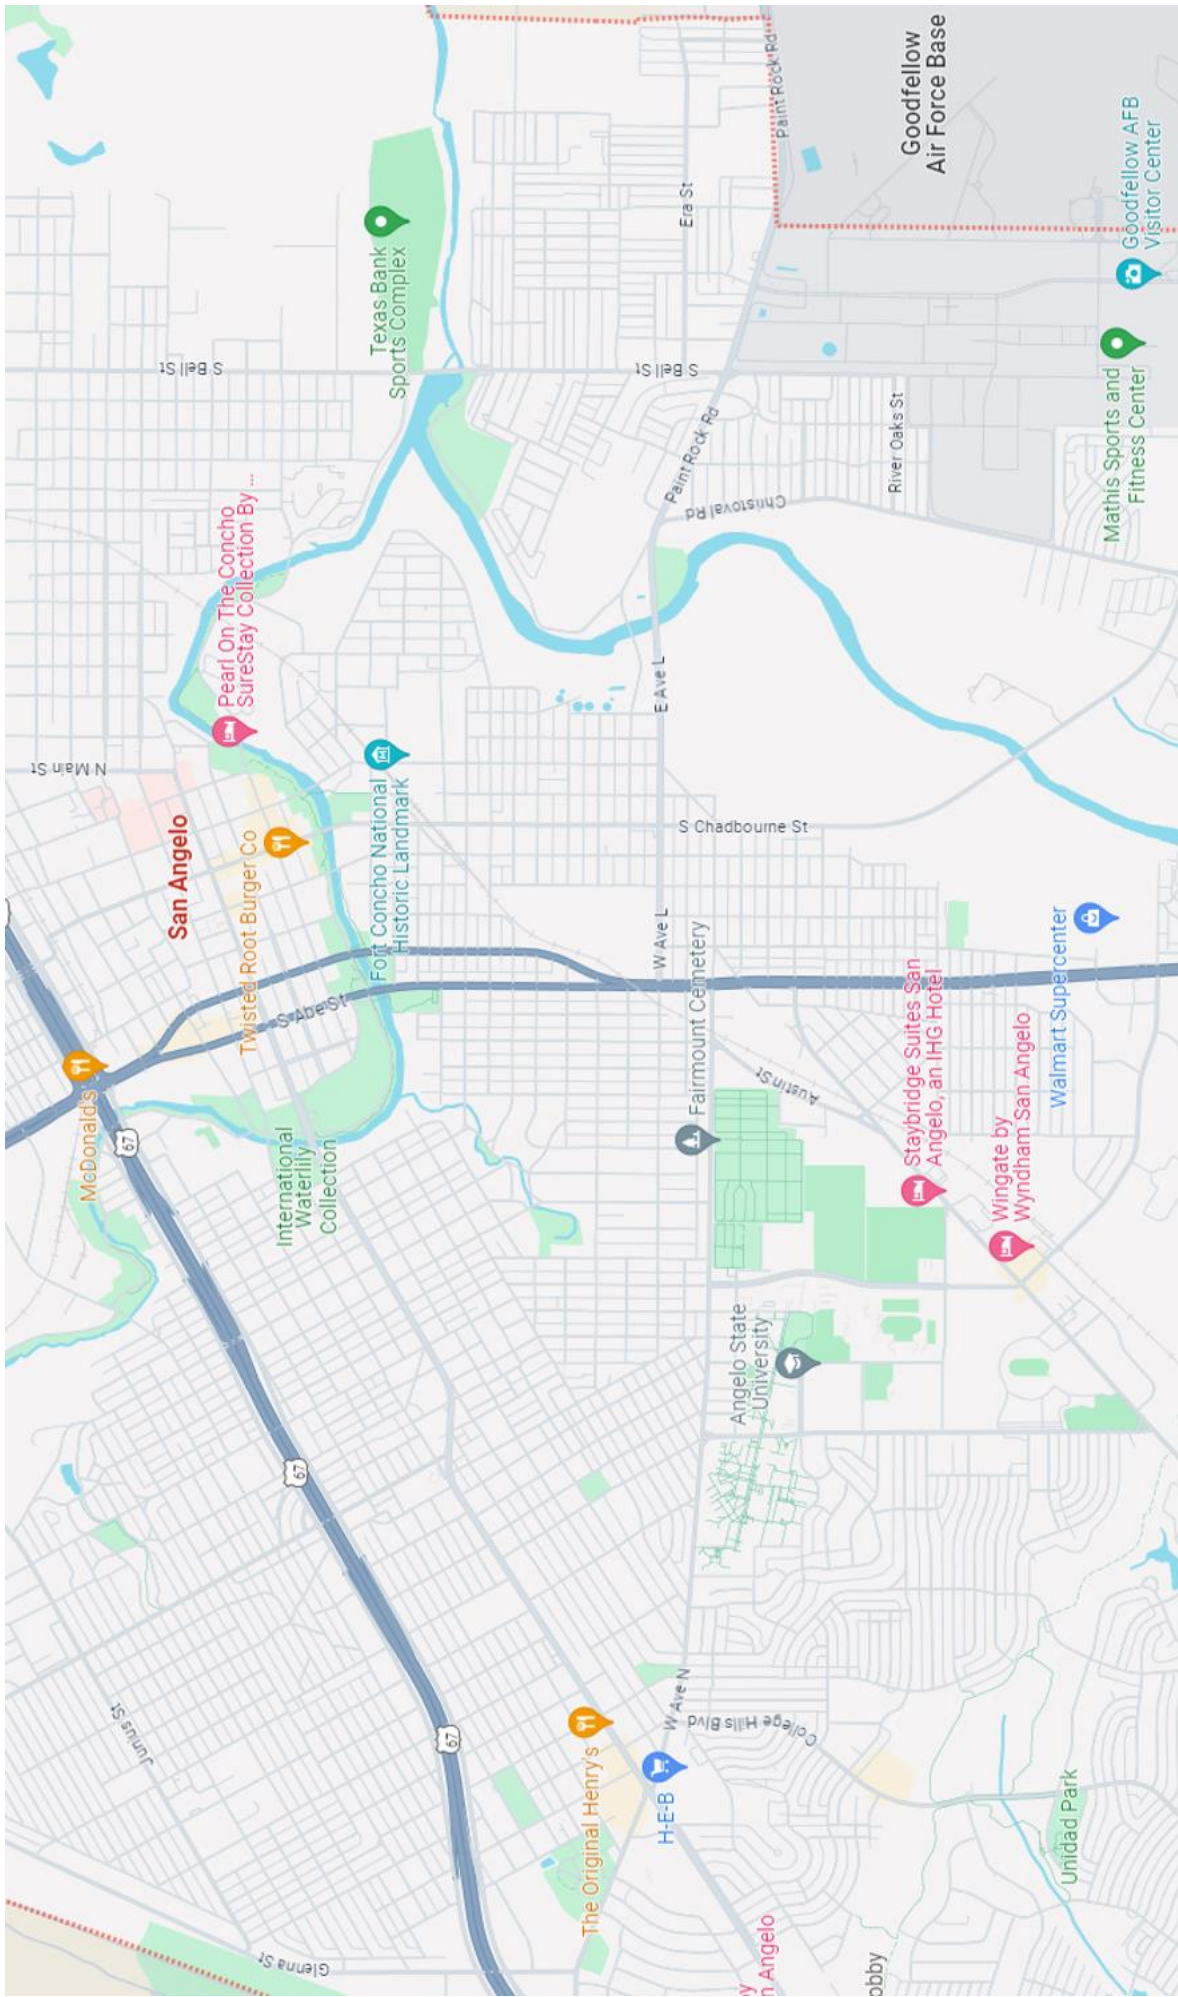 N Main St
McDonald's
67
Junius St
San Angelo
S Bell St
Pearl On The Concho
SureStay Collection By ...
Twisted Root Burger Co
International
Waterlily
Collection
S Abe St
67
Glenna St
Texas Bank
Sports Complex
Fort Concho National
Historic Landmark
67
The Original Henry's
H-E-B
W Ave L
E Ave L
S Bell St
Era St
W Ave N
Fairmount Cemetery
Paint Rock Rd
Christoval Rd
S Chadbourne St
College Hills Blvd
Angelo State
University
Austin St
Paint Rock Rd
y
n Angelo
obby
River Oaks St
Goodfellow
Air Force Base
Staybridge Suites San
Angelo, an IHG Hotel
Wingate by
Wyndham San Angelo
Walmart Supercenter
Unidad Park
Mathis Sports and
Fitness Center
Goodfellow AFB
Visitor Center